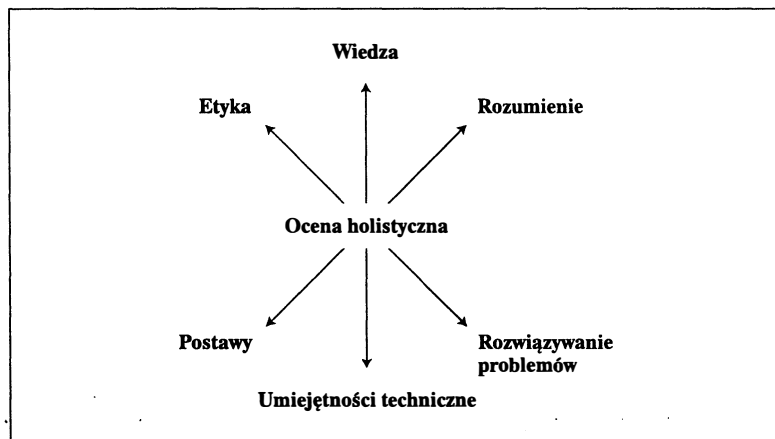 Wiedza
Etyka
Rozumienie
Ocena holistyczna
Postawy
Rozwiązywanie
problemów
Umiejętności techniczne